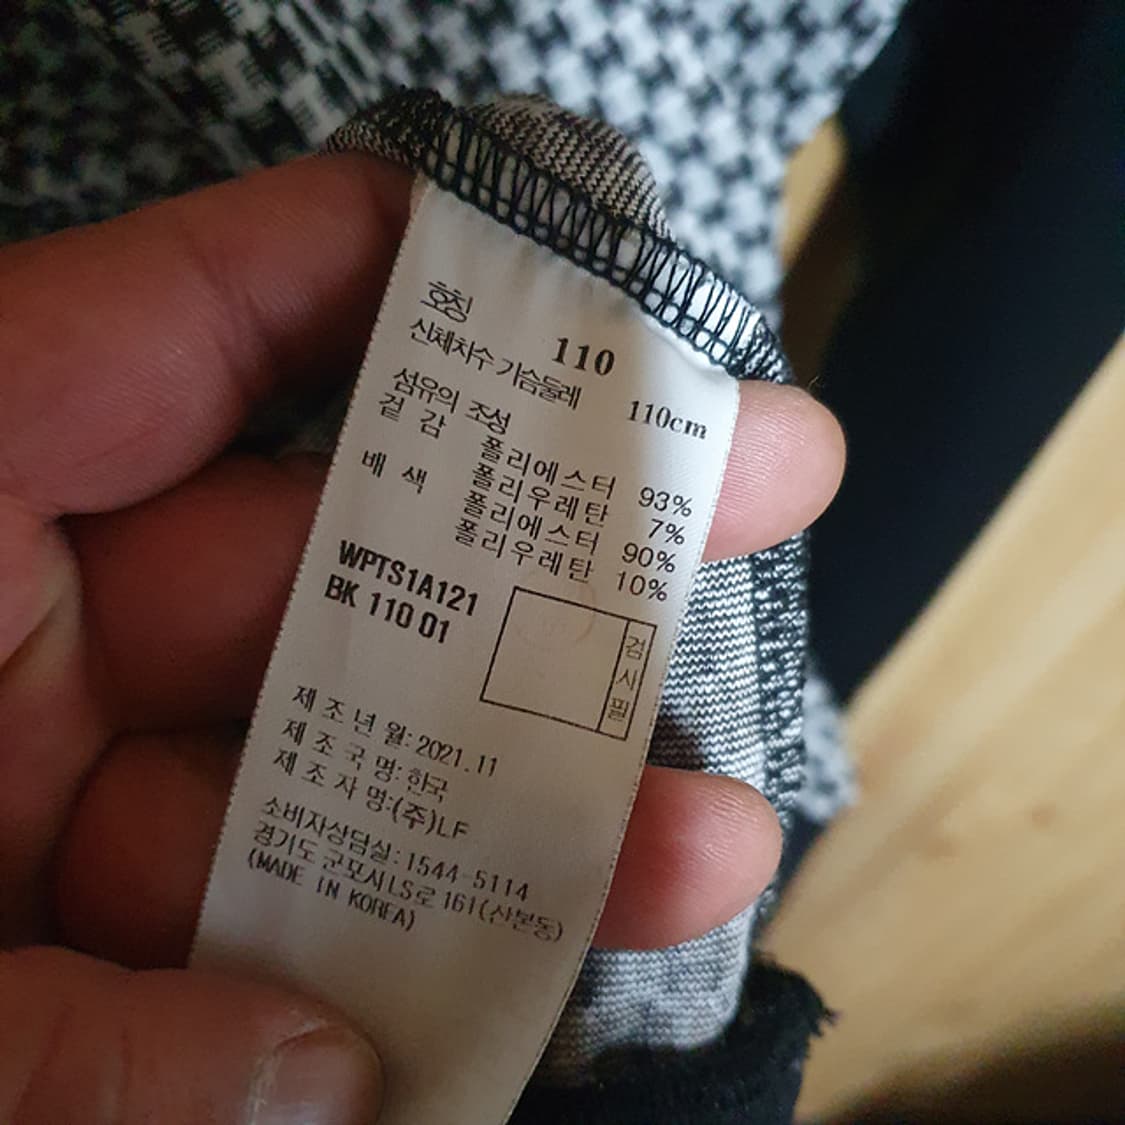 호칭 110
신체치수 가슴둘레 110cm
섬유의 조성
겉 감 폴리에스터 93%
폴리우레탄 7%
배 색 폴리에스터 90%
폴리우레탄 10%
WPTS1A121
BK 110 01
검사필
제 조 년 월: 2021.11
제 조 국 명: 한국
제 조 자 명:(주)LF
소비자상담실:1544-5114
경기도 군포시LS로 161(산본동)
(MADE IN KOREA)